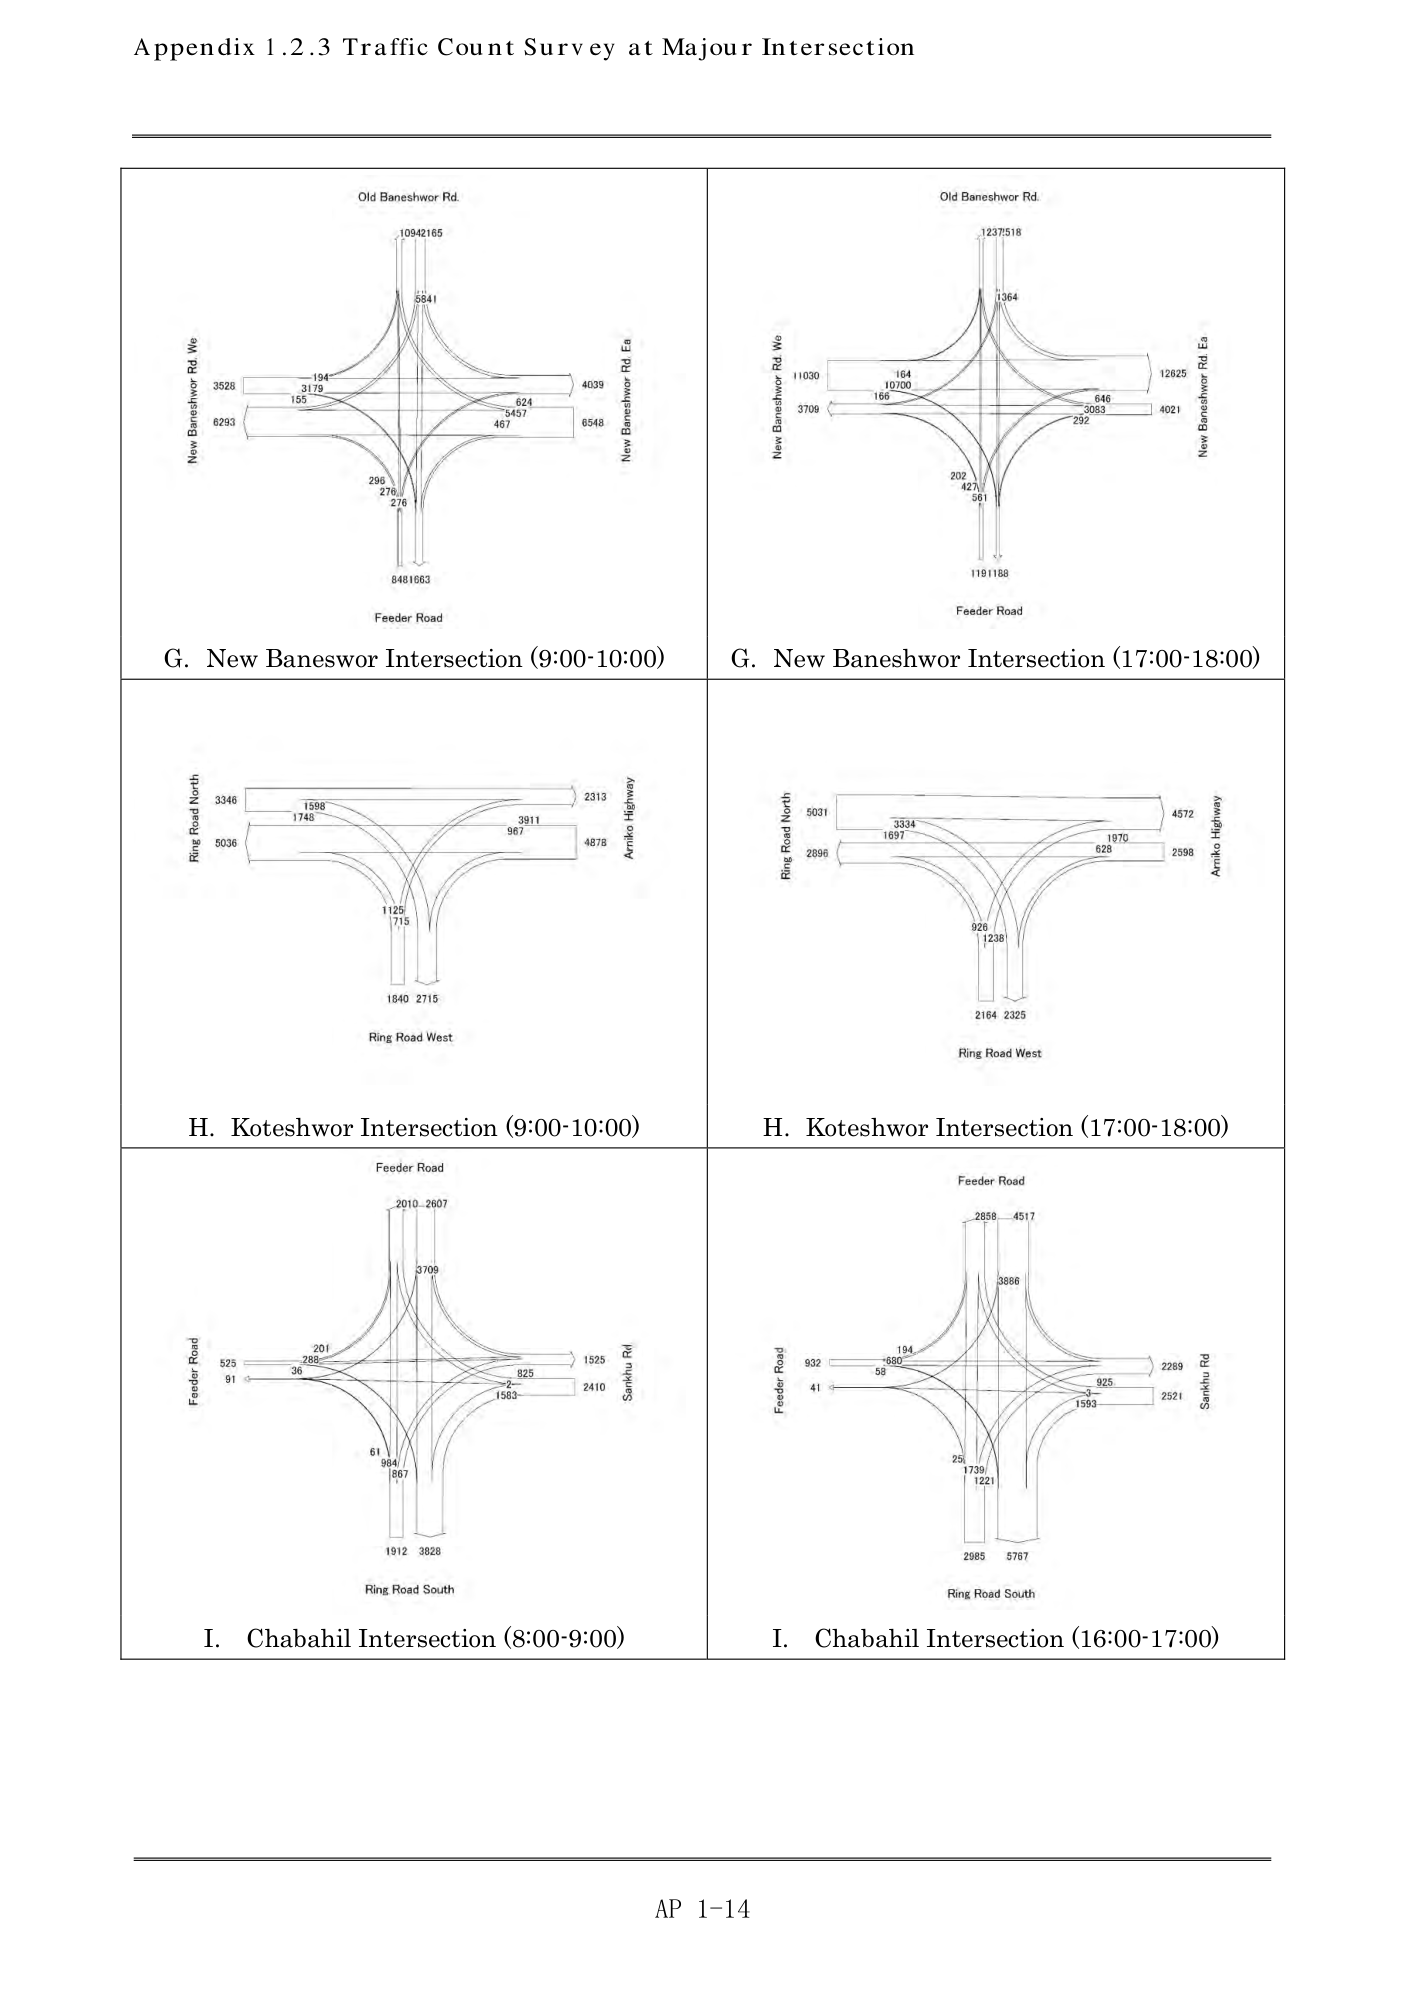 Appendix 1.2.3 Traffic Count Survey at Majour Intersection
Old Baneshwor Rd.
10942165
5841
New Baneshwor Rd. We
3528
6293
194
3179
155
624
5457
467
4039
6548
New Baneshwor Rd. Ea
296
276
276
8481663
Feeder Road
G. New Baneswor Intersection (9:00-10:00)
Old Baneshwor Rd.
1364
New Baneshwor Rd. We
11030
3709
164
10700
166
646
3083
292
12625
4021
New Baneshwor Rd. Ea
202
427
561
1191188
Feeder Road
G. New Baneshwor Intersection (17:00-18:00)
Ring Road North
3346
5036
1598
1748
3911
967
2313
4878
Arniko Highway
1125
715
1840 2715
Ring Road West
H. Koteshwor Intersection (9:00-10:00)
Ring Road North
5031
2896
3334
1697
1970
628
4572
2598
Arniko Highway
926
1238
2164 2325
Ring Road West
H. Koteshwor Intersection (17:00-18:00)
Feeder Road
2010 2607
3709
Feeder Road
525
91
201
288
36
825
2
1583
1525
2410
Sankhu Rd
61
984
867
1912 3828
Ring Road South
I. Chabahil Intersection (8:00-9:00)
Feeder Road
2858 4517
3886
Feeder Road
932
41
194
680
58
925
3
1593
2289
2521
Sankhu Rd
25
1739
1221
2985 5767
Ring Road South
I. Chabahil Intersection (16:00-17:00)
AP 1-14